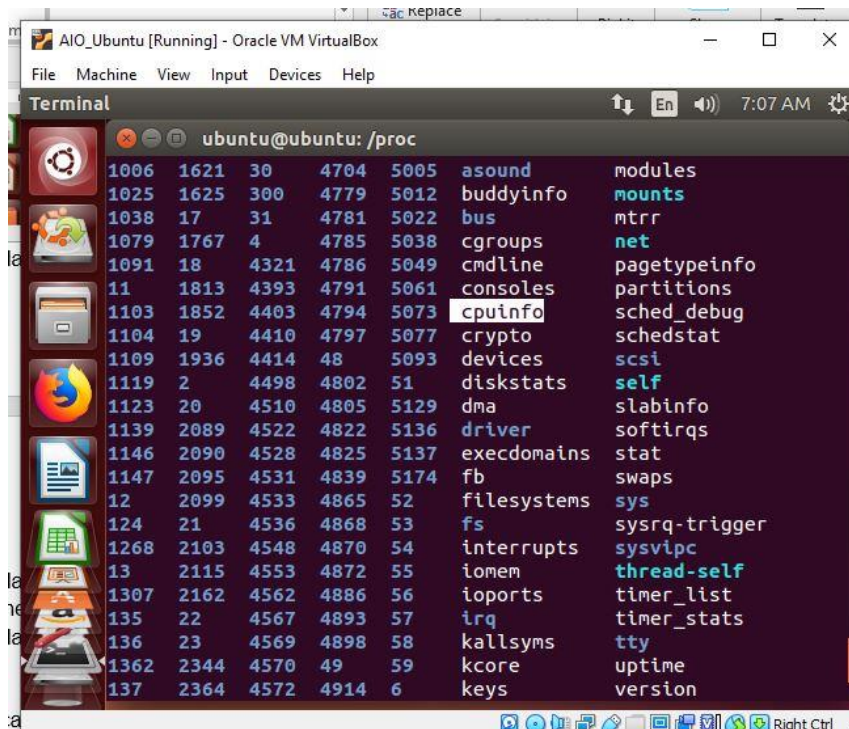 Replace
AIO_Ubuntu [Running] - Oracle VM VirtualBox
File Machine View Input Devices Help
Terminal En 7:07 AM
ubuntu@ubuntu: /proc
1006 1621 30 4704 5005 asound modules
1025 1625 300 4779 5012 buddyinfo mounts
1038 17 31 4781 5022 bus mtrr
1079 1767 4 4785 5038 cgroups net
1091 18 4321 4786 5049 cmdline pagetypeinfo
11 1813 4393 4791 5061 consoles partitions
1103 1852 4403 4794 5073 cpuinfo sched_debug
1104 19 4410 4797 5077 crypto schedstat
1109 1936 4414 48 5093 devices scsi
1119 2 4498 4802 51 diskstats self
1123 20 4510 4805 5129 dma slabinfo
1139 2089 4522 4822 5136 driver softirqs
1146 2090 4528 4825 5137 execdomains stat
1147 2095 4531 4839 5174 fb swaps
12 2099 4533 4865 52 filesystems sys
124 21 4536 4868 53 fs sysrq-trigger
1268 2103 4548 4870 54 interrupts sysvipc
13 2115 4553 4872 55 iomem thread-self
1307 2162 4562 4886 56 ioports timer_list
135 22 4567 4893 57 irq timer_stats
136 23 4569 4898 58 kallsyms tty
1362 2344 4570 49 59 kcore uptime
137 2364 4572 4914 6 keys version
Right Ctrl